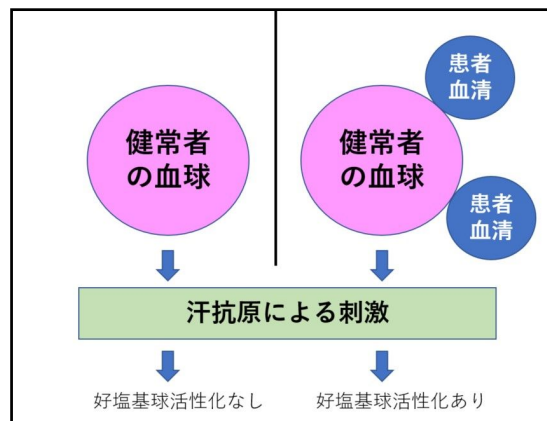 健常者
の血球
健常者
の血球
患者
血清
患者
血清
汗抗原による刺激
好塩基球活性化なし
好塩基球活性化あり